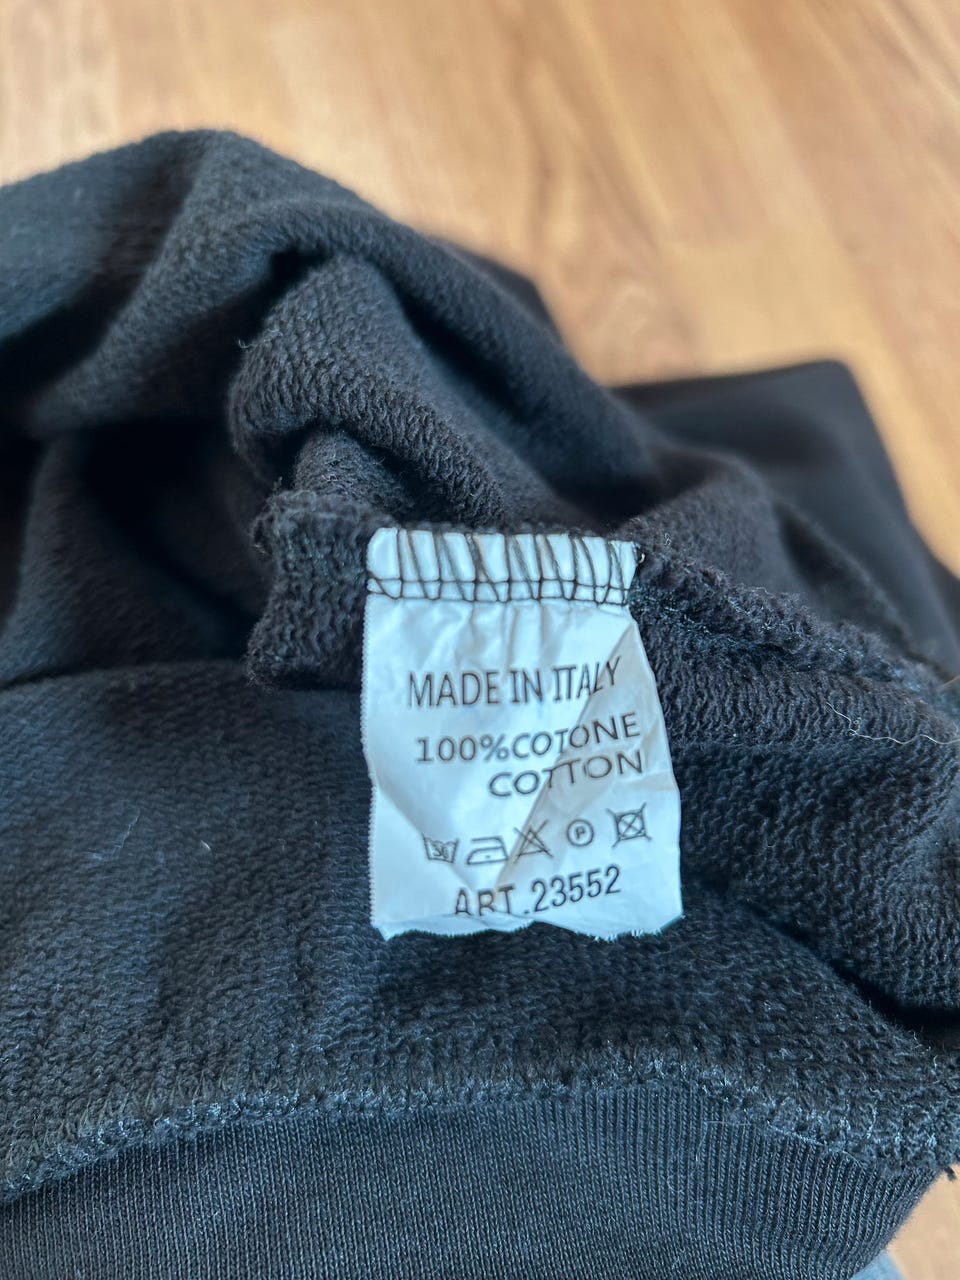 MADE IN ITALY
100%COTONE
COTTON
P
ART.23552